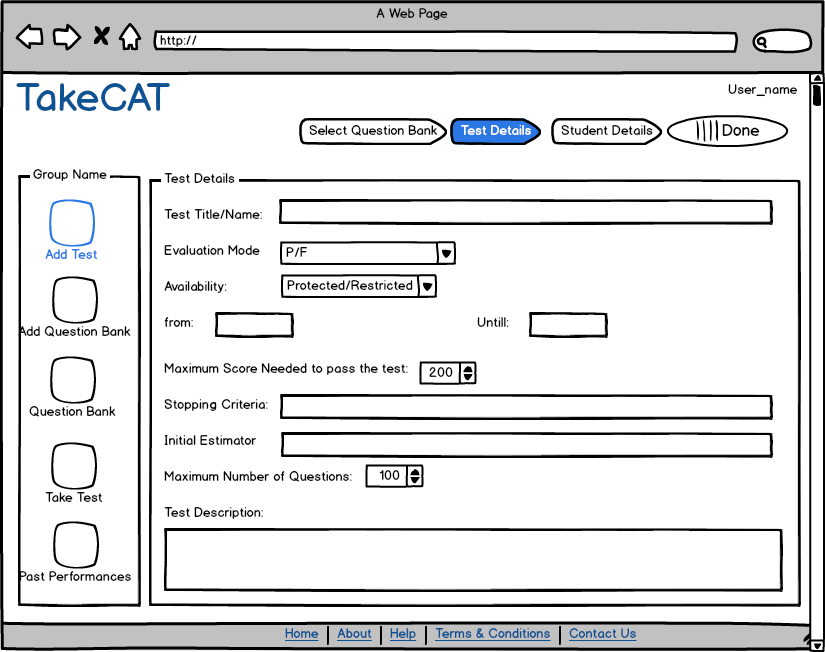 A Web Page
http://
TakeCAT
User_name
Select Question Bank
Test Details
Student Details
Done
Group Name
Add Test
Add Question Bank
Question Bank
Take Test
Past Performances
Test Details
Test Title/Name:
Evaluation Mode P/F
Availability: Protected/Restricted
from: Untill:
Maximum Score Needed to pass the test: 200
Stopping Criteria:
Initial Estimator
Maximum Number of Questions: 100
Test Description:
Home | About | Help | Terms & Conditions | Contact Us